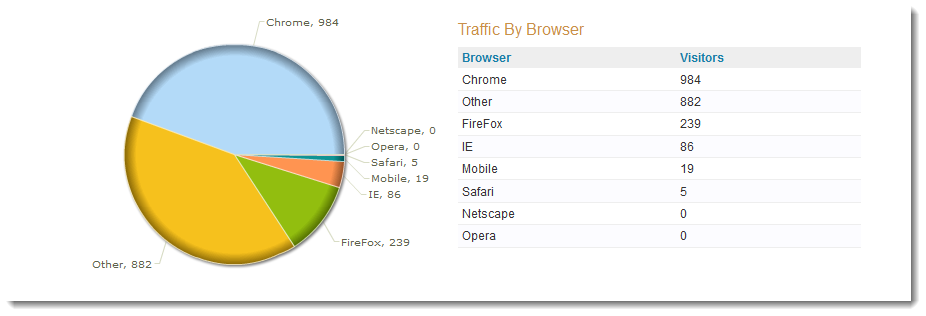 Chrome, 984
Netscape, 0
Opera, 0
Safari, 5
Mobile, 19
IE, 86
FireFox, 239
Other, 882
Traffic By Browser
Browser Visitors
Chrome 984
Other 882
FireFox 239
IE 86
Mobile 19
Safari 5
Netscape 0
Opera 0